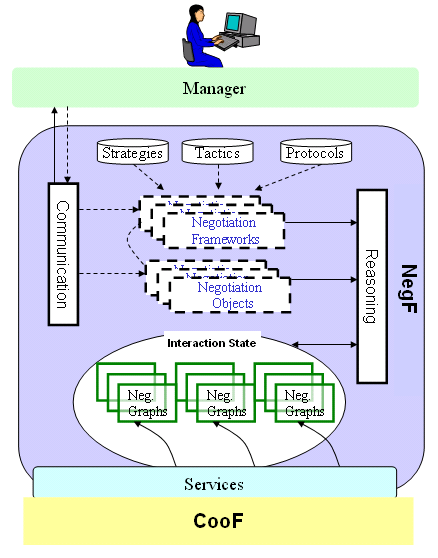 Manager
Strategies
Tactics
Protocols
Communication
Negotiation
Frameworks
Reasoning
NegF
Negotiation
Objects
Interaction State
Neg.
Graphs
Neg.
Graphs
Neg.
Graphs
Services
CooF